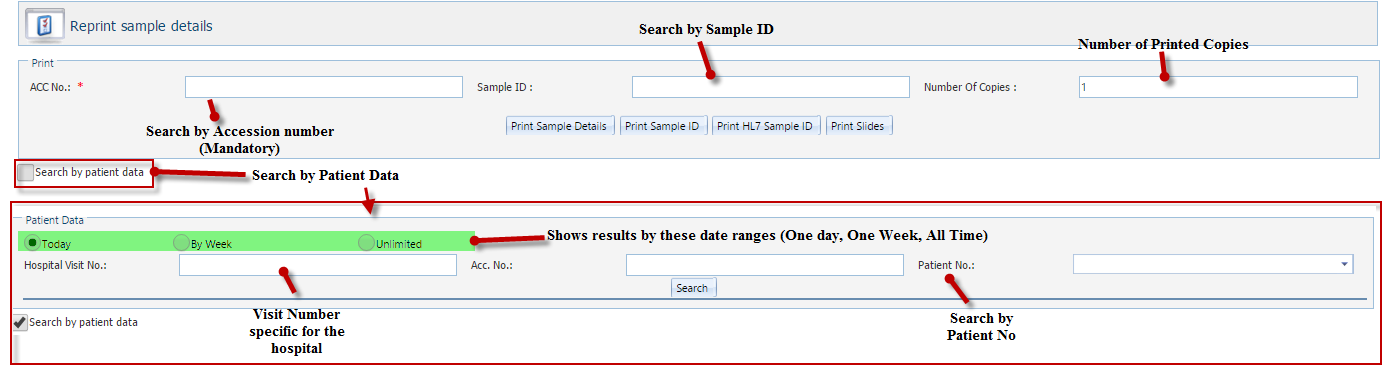 Reprint sample details
Search by Sample ID
Number of Printed Copies
Print
ACC No.: *
Sample ID :
Number Of Copies :
1
Search by Accession number
(Mandatory)
Print Sample Details
Print Sample ID
Print HL7 Sample ID
Print Slides
Search by patient data
Search by Patient Data
Patient Data
Today
By Week
Unlimited
Shows results by these date ranges (One day, One Week, All Time)
Hospital Visit No.:
Acc. No.:
Patient No.:
Search
Visit Number
specific for the
hospital
Search by
Patient No
Search by patient data